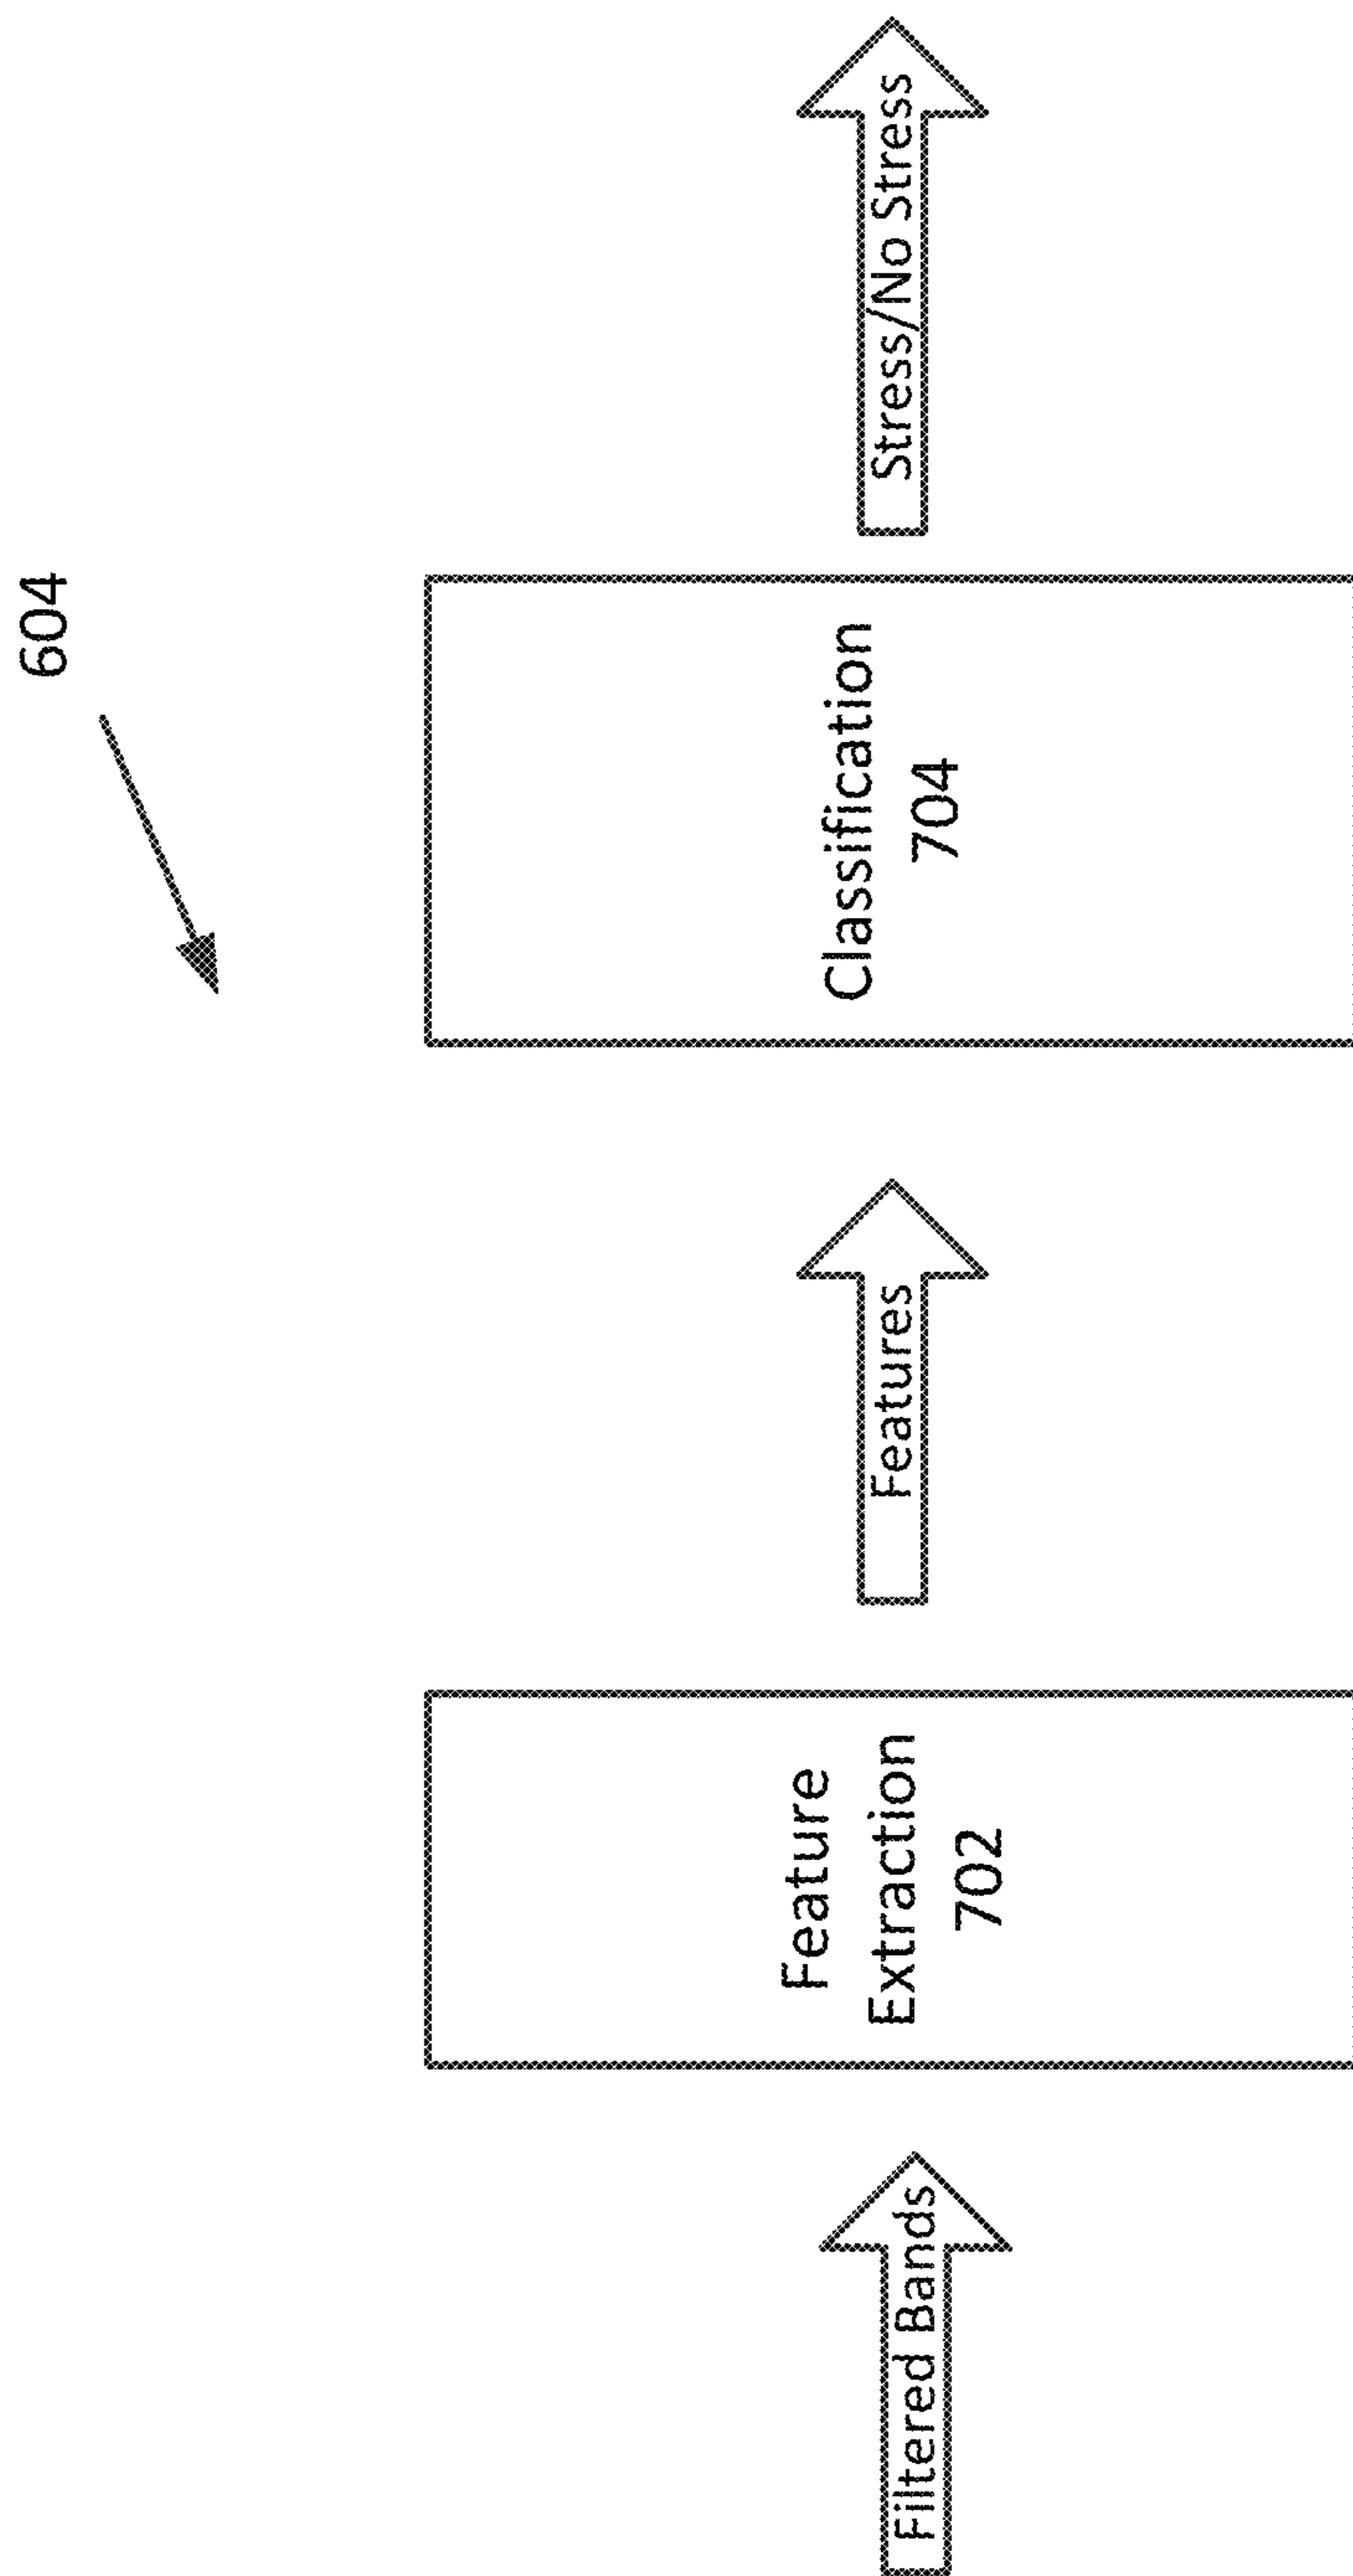 604
Filtered Bands
Feature
Extraction
702
Features
Classification
704
Stress/No Stress